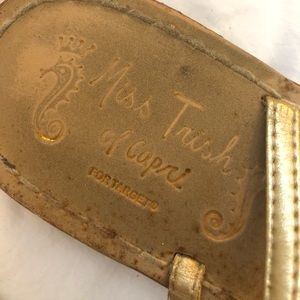 Miss Trish
of Capri
FOR TARGET